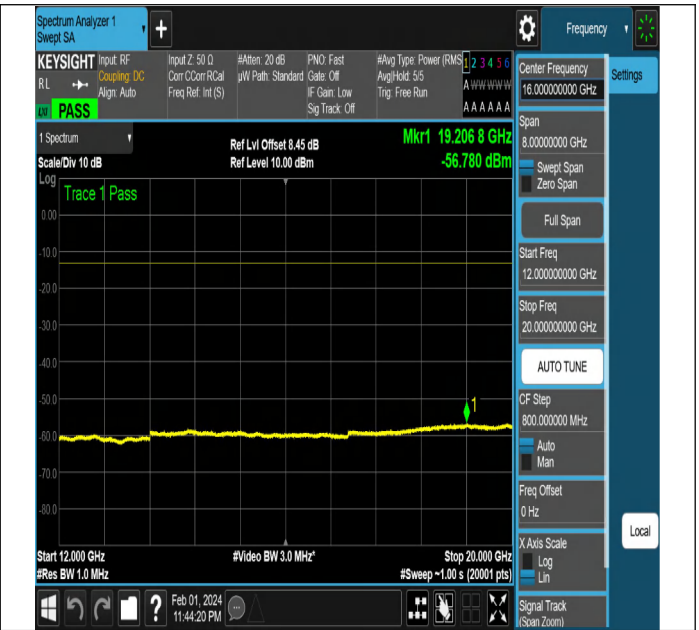 Spectrum Analyzer 1
Swept SA
Frequency
KEYSIGHT
RL
PASS
Input: RF
Coupling: DC
Align: Auto
Input Z: 50 Ω
Corr CCorr RCal
Freq Ref: Int (S)
#Atten: 20 dB
µW Path: Standard
PNO: Fast
Gate: Off
IF Gain: Low
Sig Track: Off
#Avg Type: Power (RMS
Avg|Hold: 5/5
Trig: Free Run
1 2 3 4 5 6
A W W W W W
A A A A A A
1 Spectrum
Scale/Div 10 dB
Ref Lvl Offset 8.45 dB
Ref Level 10.00 dBm
Mkr1 19.206 8 GHz
-56.780 dBm
Log
Trace 1 Pass
0.00
-10.0
-20.0
-30.0
-40.0
-50.0
-60.0
-70.0
-80.0
1
Start 12.000 GHz
#Res BW 1.0 MHz
#Video BW 3.0 MHz*
Stop 20.000 GHz
#Sweep ~1.00 s (20001 pts)
Center Frequency
16.000000000 GHz
Settings
Span
8.00000000 GHz
Swept Span
Zero Span
Full Span
Start Freq
12.000000000 GHz
Stop Freq
20.000000000 GHz
AUTO TUNE
CF Step
800.000000 MHz
Auto
Man
Freq Offset
0 Hz
X Axis Scale
Log
Lin
Signal Track
(Span Zoom)
Local
?
Feb 01, 2024
11:44:20 PM